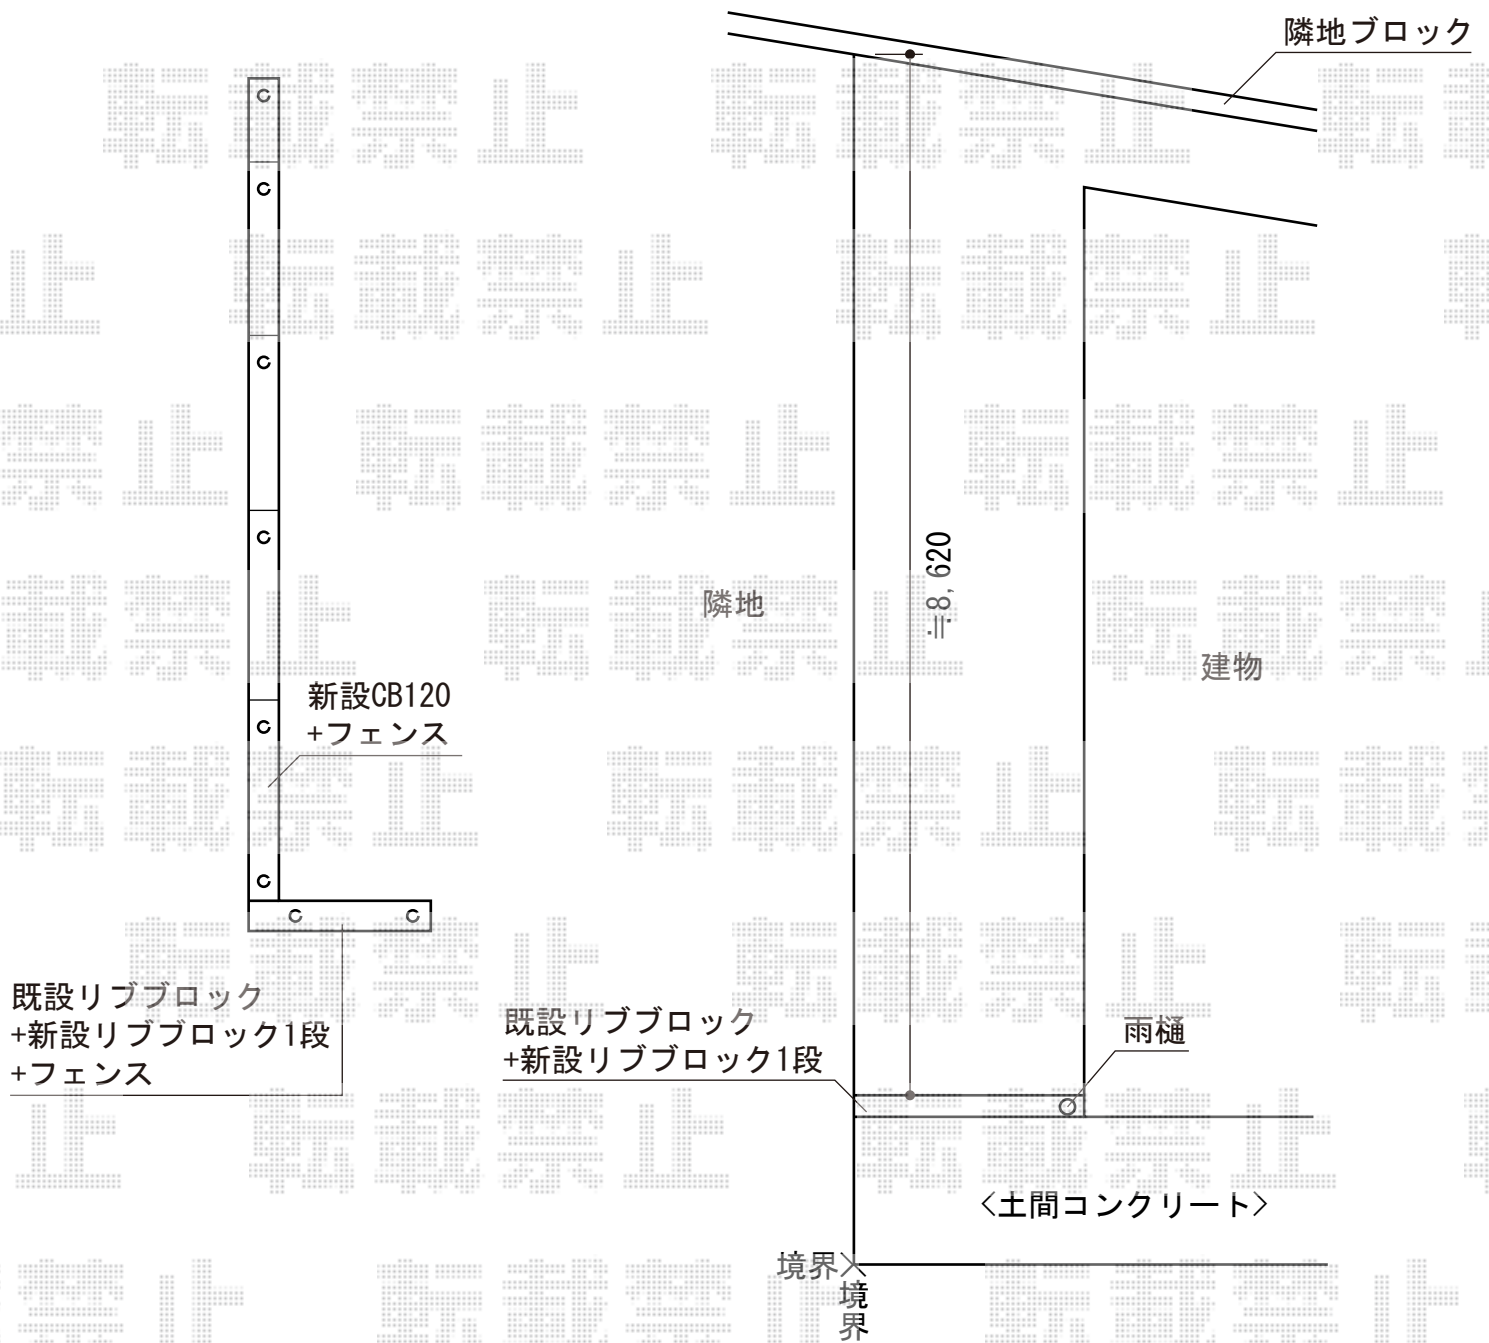 隣地ブロック
≒8,620
隣地
建物
新設CB120
+フェンス
既設リブブロック
+新設リブブロック1段
+フェンス
既設リブブロック
+新設リブブロック1段
雨樋
<土間コンクリート>
境界
境界
転載禁止